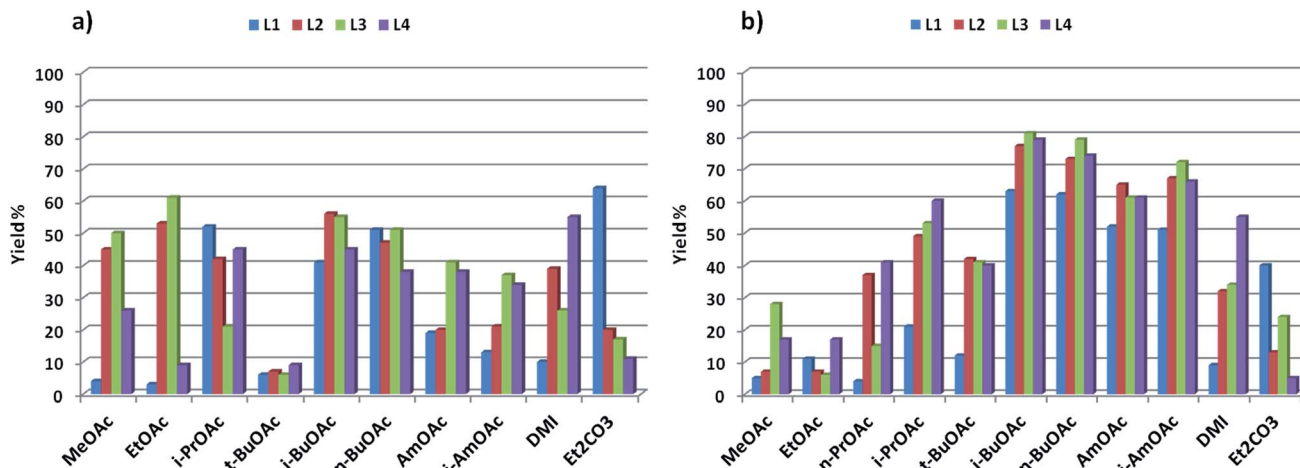 a)
L1 L2 L3 L4
Yield %
100
90
80
70
60
50
40
30
20
10
0
MeOAc
EtOAc
i-PrOAc
t-BuOAc
i-BuOAc
n-BuOAc
AmOAc
i-AmOAc
DMI
Et2CO3
b)
L1 L2 L3 L4
Yield %
100
90
80
70
60
50
40
30
20
10
0
MeOAc
EtOAc
n-PrOAc
i-PrOAc
t-BuOAc
i-BuOAc
n-BuOAc
AmOAc
i-AmOAc
DMI
Et2CO3